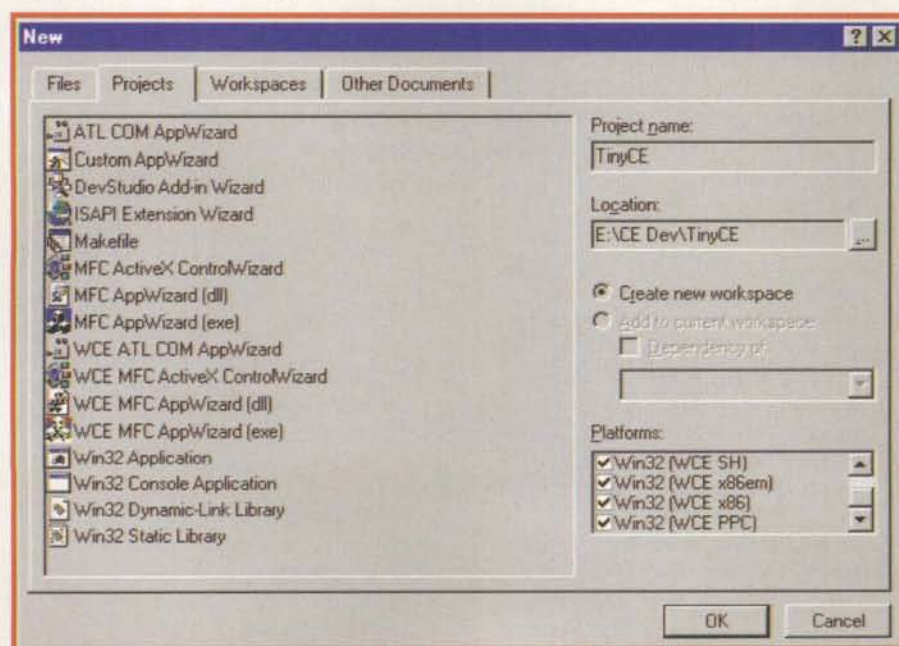 New
Files
Projects
Workspaces
Other Documents
ATL COM AppWizard
Custom AppWizard
DevStudio Add-in Wizard
ISAPI Extension Wizard
Makefile
MFC ActiveX ControlWizard
MFC AppWizard (dll)
MFC AppWizard (exe)
WCE ATL COM AppWizard
WCE MFC ActiveX ControlWizard
WCE MFC AppWizard (dll)
WCE MFC AppWizard (exe)
Win32 Application
Win32 Console Application
Win32 Dynamic-Link Library
Win32 Static Library
Project name:
TinyCE
Location:
E:\CE Dev\TinyCE
...
Create new workspace
Add to current workspace:
Dependency of:
Platforms:
Win32 (WCE SH)
Win32 (WCE x86em)
Win32 (WCE x86)
Win32 (WCE PPC)
OK
Cancel